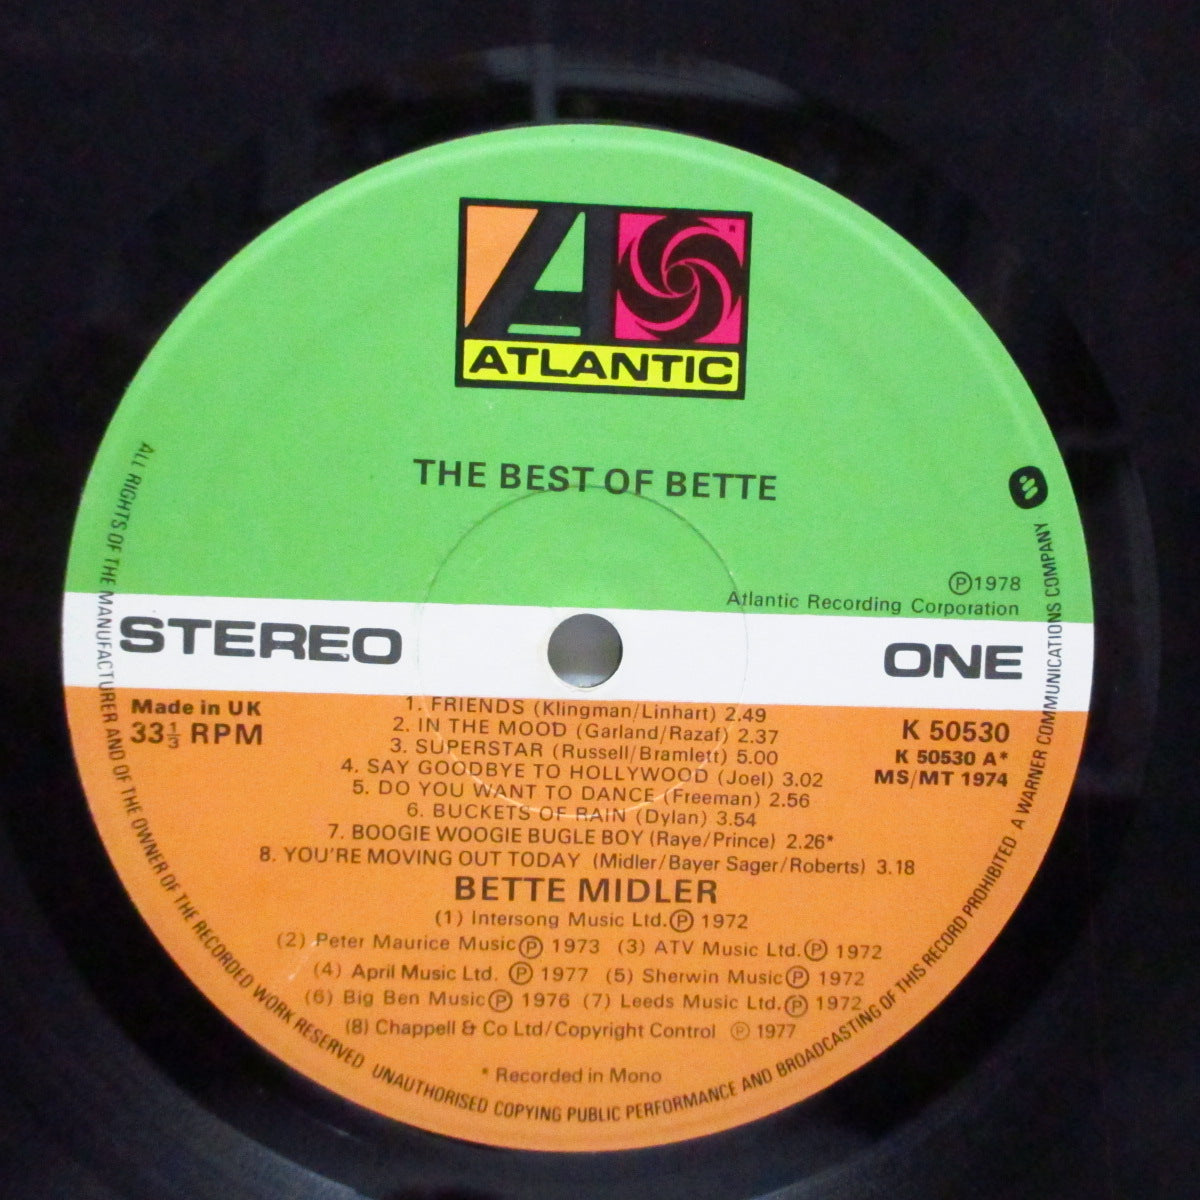 ATLANTIC
THE BEST OF BETTE
℗1978
Atlantic Recording Corporation
STEREO
ONE
Made in UK
33⅓ RPM
K 50530
K 50530 A*
MS/MT 1974
1. FRIENDS (Klingman/Linhart) 2.49
2. IN THE MOOD (Garland/Razaf) 2.37
3. SUPERSTAR (Russell/Bramlett) 5.00
4. SAY GOODBYE TO HOLLYWOOD (Joel) 3.02
5. DO YOU WANT TO DANCE (Freeman) 2.56
6. BUCKETS OF RAIN (Dylan) 3.54
7. BOOGIE WOOGIE BUGLE BOY (Raye/Prince) 2.26*
8. YOU'RE MOVING OUT TODAY (Midler/Bayer Sager/Roberts) 3.18
BETTE MIDLER
(1) Intersong Music Ltd.℗ 1972
(2) Peter Maurice Music℗ 1973 (3) ATV Music Ltd.℗ 1972
(4) April Music Ltd. ℗ 1977 (5) Sherwin Music℗ 1972
(6) Big Ben Music℗ 1976 (7) Leeds Music Ltd.℗ 1972
(8) Chappell & Co Ltd/Copyright Control ℗ 1977
* Recorded in Mono
ALL RIGHTS OF THE MANUFACTURER AND OF THE OWNER OF THE RECORDED WORK RESERVED UNAUTHORISED COPYING PUBLIC PERFORMANCE AND BROADCASTING OF THIS RECORD PROHIBITED A WARNER COMMUNICATIONS COMPANY